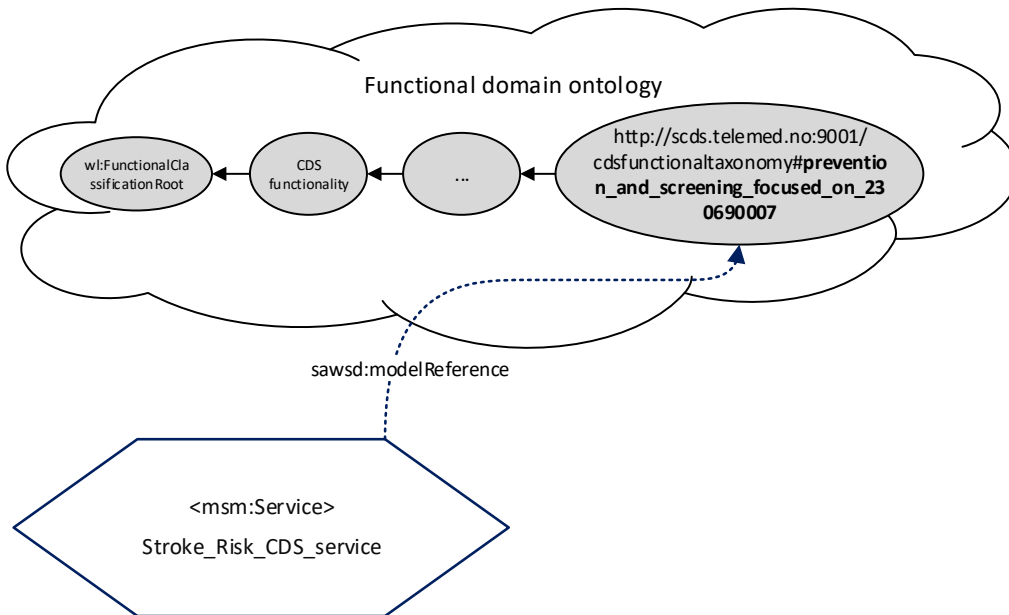 Functional domain ontology
wl:FunctionalCla
ssificationRoot
CDS
functionality
...
http://scds.telemed.no:9001/
cdsfunctionaltaxonomy#preventio
n_and_screening_focused_on_23
0690007
sawsd:modelReference
<msm:Service>
Stroke_Risk_CDS_service